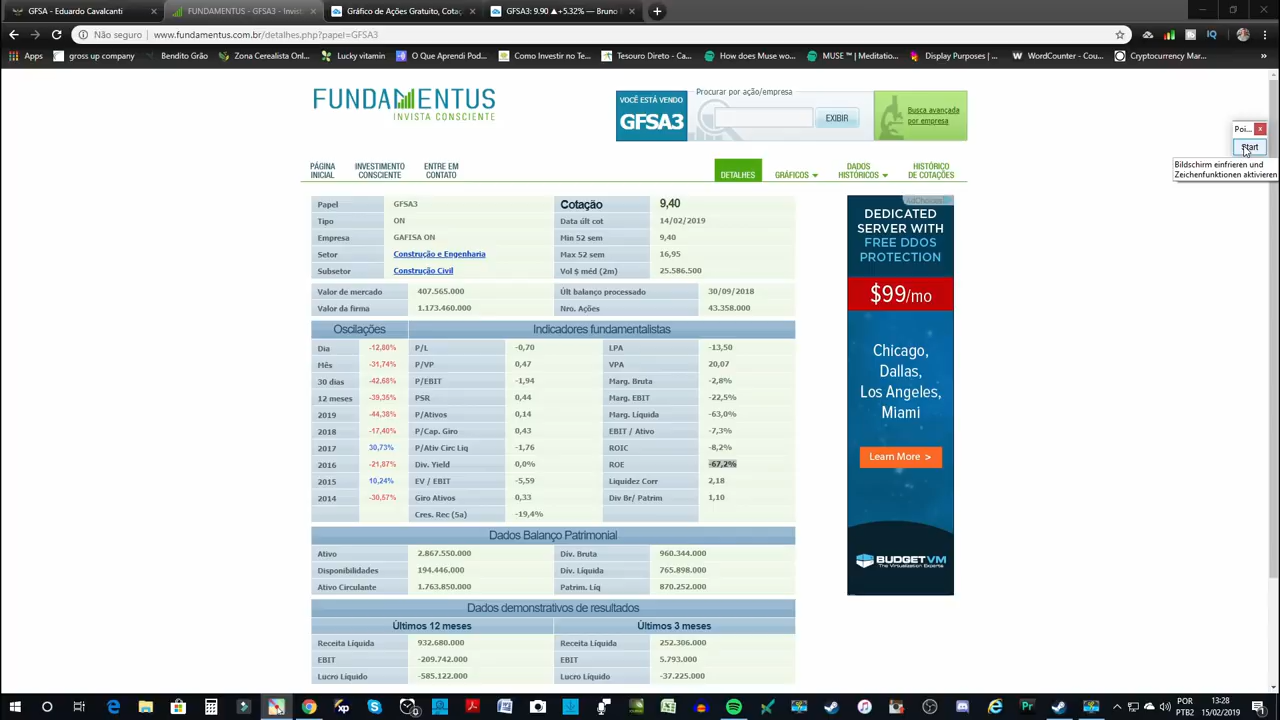 GFSA - Eduardo Cavalcanti
FUNDAMENTUS - Invista conscie
Gratuito
Gráfico, Cotaç
GFSA3: 9,90 ▲+5.32% — Bruno
Não seguro | www.fundamentus.com.br/detalhes.php?papel=GFSA3
Apps gross up company Bendito Grão Zona Cerealista Onl... Lucky vitamin O Que Aprendi Pod... Como Investir no Te... Tesouro Direto - Ca... How does Muse wo... MUSE ™ | Meditatio... Display Purposes |... WordCounter - Cou... Cryptocurrency Mar... »
FUNDAMENTUS
INVISTA CONSCIENTE
VOCÊ ESTÁ VENDO
GFSA3
Procurar por ação/empresa
EXIBIR
Busca avançada
por empresa
Poi...
Start
Bildschirm einfrieren und
Zeichenfunktionen aktivieren
PÁGINA INICIAL
INVESTIMENTO CONSCIENTE
ENTRE EM CONTATO
DETALHES
GRÁFICOS
DADOS HISTÓRICOS
HISTÓRICO DE COTAÇÕES
Papel GFSA3 Cotação 9,40
Tipo ON Data últ cot 14/02/2019
Empresa GAFISA ON Min 52 sem 9,40
Setor Construção e Engenharia Max 52 sem 16,95
Subsetor Construção Civil Vol $ méd (2m) 25.586.500
Valor de mercado 407.565.000 Últ balanço processado 30/09/2018
Valor da firma 1.173.460.000 Nro. Ações 43.358.000
Oscilações Indicadores fundamentalistas
Dia -12,80% P/L -0,70 LPA -13,50
Mês -31,74% P/VP 0,47 VPA 20,07
30 dias -42,68% P/EBIT -1,94 Marg. Bruta -2,8%
12 meses -39,35% PSR 0,44 Marg. EBIT -22,5%
2019 -44,38% P/Ativos 0,14 Marg. Líquida -63,0%
2018 -17,40% P/Cap. Giro 0,43 EBIT / Ativo -7,3%
2017 30,73% P/Ativ Circ Liq -1,76 ROIC -8,2%
2016 -21,87% Div. Yield 0,0% ROE -67,2%
2015 10,24% EV / EBIT -5,59 Liquidez Corr 2,18
2014 -30,57% Giro Ativos 0,33 Div Br/ Patrim 1,10
Cres. Rec (5a) -19,4%
Dados Balanço Patrimonial
Ativo 2.867.550.000 Dív. Bruta 960.344.000
Disponibilidades 194.446.000 Dív. Líquida 765.898.000
Ativo Circulante 1.763.850.000 Patrim. Líq 870.252.000
Dados demonstrativos de resultados
Últimos 12 meses Últimos 3 meses
Receita Líquida 932.680.000 Receita Líquida 252.306.000
EBIT -209.742.000 EBIT 5.793.000
Lucro Líquido -585.122.000 Lucro Líquido -37.225.000
AdChoices
DEDICATED
SERVER WITH
FREE DDOS
PROTECTION
$99/mo
Chicago,
Dallas,
Los Angeles,
Miami
Learn More >
BUDGETVM
The Virtualization Experts
POR 13:28
PTB2 15/02/2019